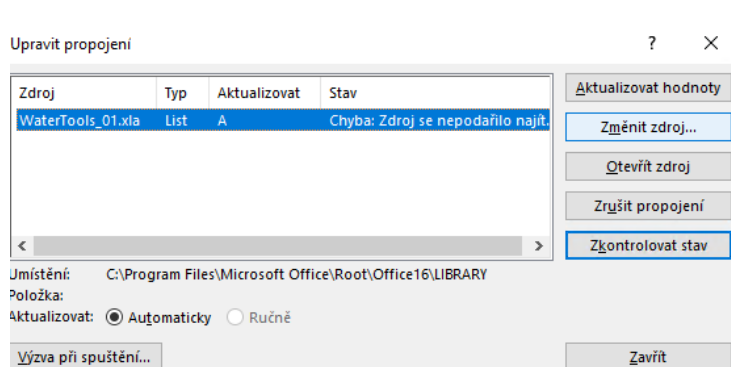 Upravit propojení ? ×
Zdroj Typ Aktualizovat Stav
WaterTools_01.xla List A Chyba: Zdroj se nepodařilo najít.
Aktualizovat hodnoty
Změnit zdroj...
Otevřít zdroj
Zrušit propojení
Zkontrolovat stav
Umístění: C:\Program Files\Microsoft Office\Root\Office16\LIBRARY
Položka:
Aktualizovat: Automaticky Ručně
Výzva při spuštění... Zavřít